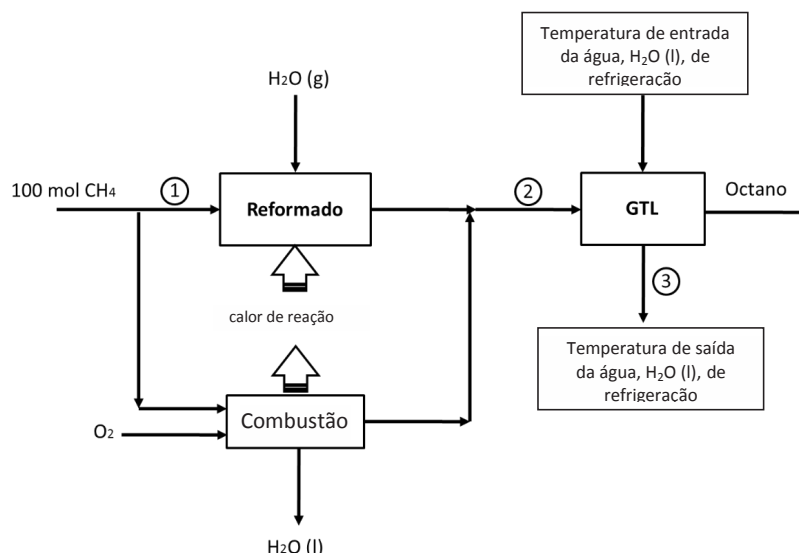 Temperatura de entrada
da água, H₂O (l), de
refrigeração
H₂O (g)
100 mol CH₄
1
Reformado
2
GTL
Octano
3
calor de reação
Temperatura de saída
da água, H₂O (l), de
refrigeração
Combustão
O₂
H₂O (l)